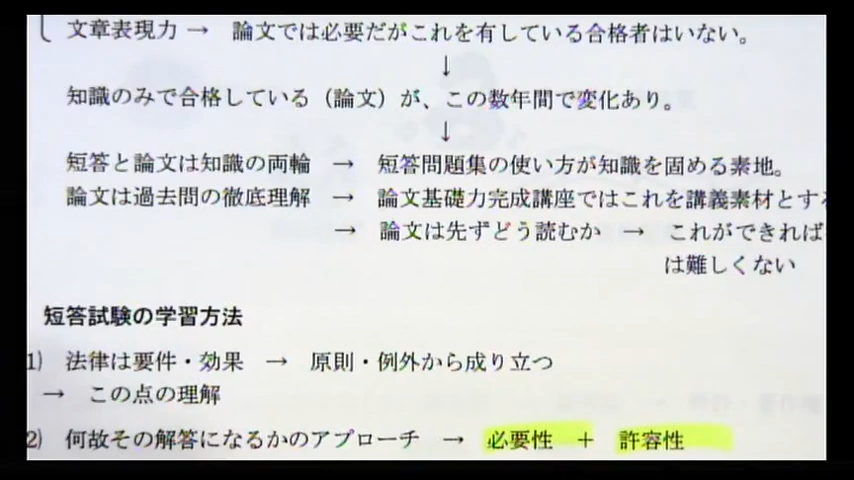 文章表現力 → 論文では必要だがこれを有している合格者はいない。
↓
知識のみで合格している（論文）が、この数年間で変化あり。
↓
短答と論文は知識の両輪 → 短答問題集の使い方が知識を固める素地。
論文は過去問の徹底理解 → 論文基礎力完成講座ではこれを講義素材とす
→ 論文は先ずどう読むか → これができれば
は難しくない
短答試験の学習方法
1) 法律は要件・効果 → 原則・例外から成り立つ
→ この点の理解
2) 何故その解答になるかのアプローチ → 必要性 + 許容性